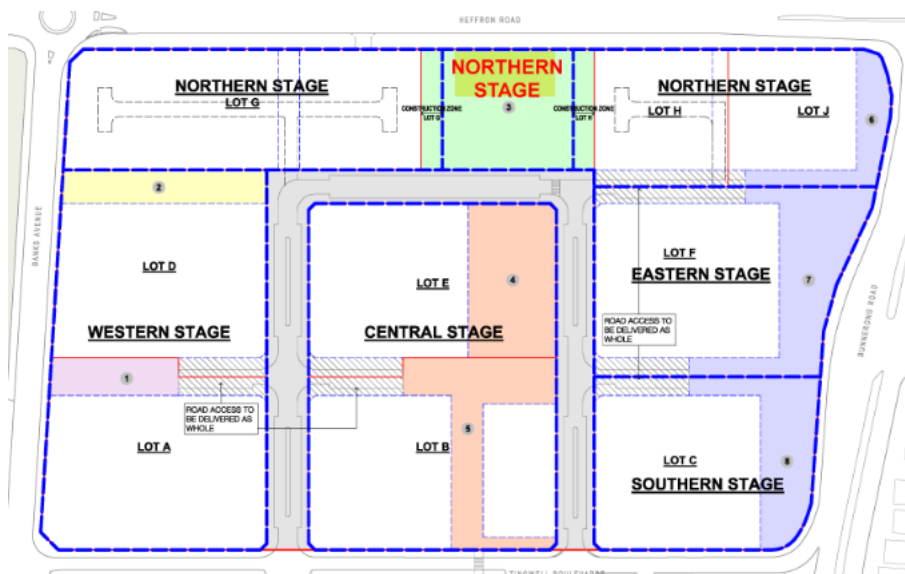 HEFFRON ROAD
NORTHERN STAGE
LOT G
NORTHERN
STAGE
3
CONSTRUCTION ZONE
LOT G
CONSTRUCTION ZONE
LOT H
NORTHERN STAGE
LOT H
LOT J
6
2
BANKS AVENUE
LOT D
WESTERN STAGE
LOT E
4
CENTRAL STAGE
LOT F
EASTERN STAGE
7
ROAD ACCESS TO
BE DELIVERED AS
WHOLE
BUNNERONG ROAD
1
ROAD ACCESS TO
BE DELIVERED AS
WHOLE
LOT A
LOT B
5
LOT C
SOUTHERN STAGE
8